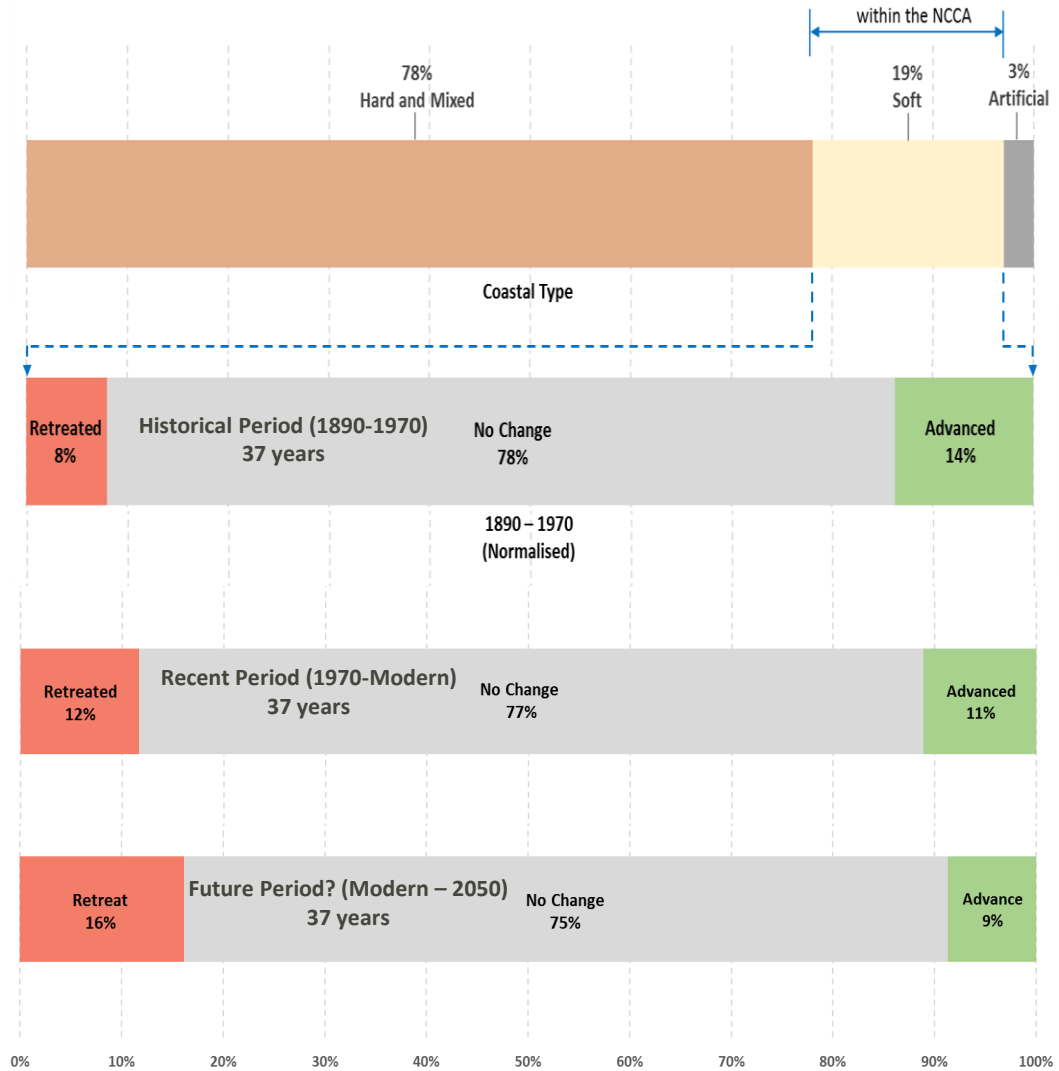 within the NCCA
78%
Hard and Mixed
19%
Soft
3%
Artificial
Coastal Type
Retreated
8%
Historical Period (1890-1970)
37 years
No Change
78%
Advanced
14%
1890 – 1970
(Normalised)
Retreated
12%
Recent Period (1970-Modern)
37 years
No Change
77%
Advanced
11%
Retreat
16%
Future Period? (Modern – 2050)
37 years
No Change
75%
Advance
9%
0% 10% 20% 30% 40% 50% 60% 70% 80% 90% 100%